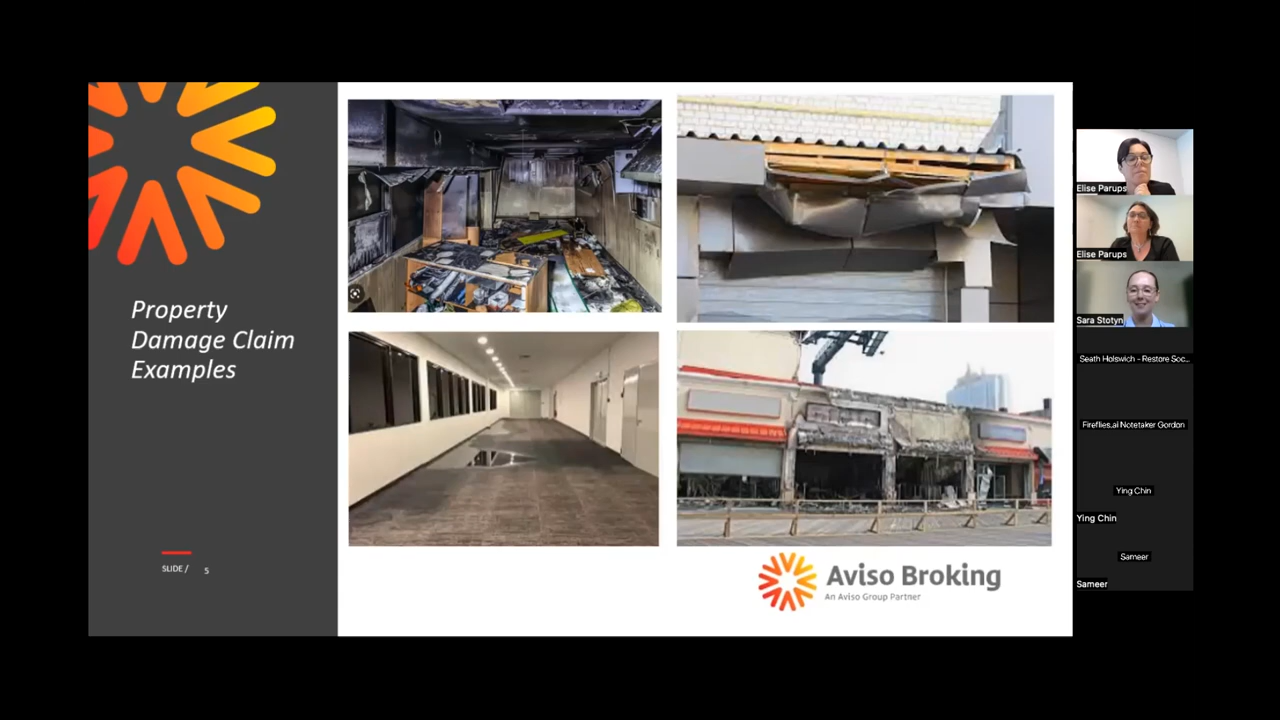 Property
Damage Claim
Examples
SLIDE / 5
Aviso Broking
An Aviso Group Partner
Elise Parups
Elise Parups
Sara Stotyn
Seath Holswich - Restore Soc...
Fireflies.ai Notetaker Gordon
Ying Chin
Ying Chin
Sameer
Sameer